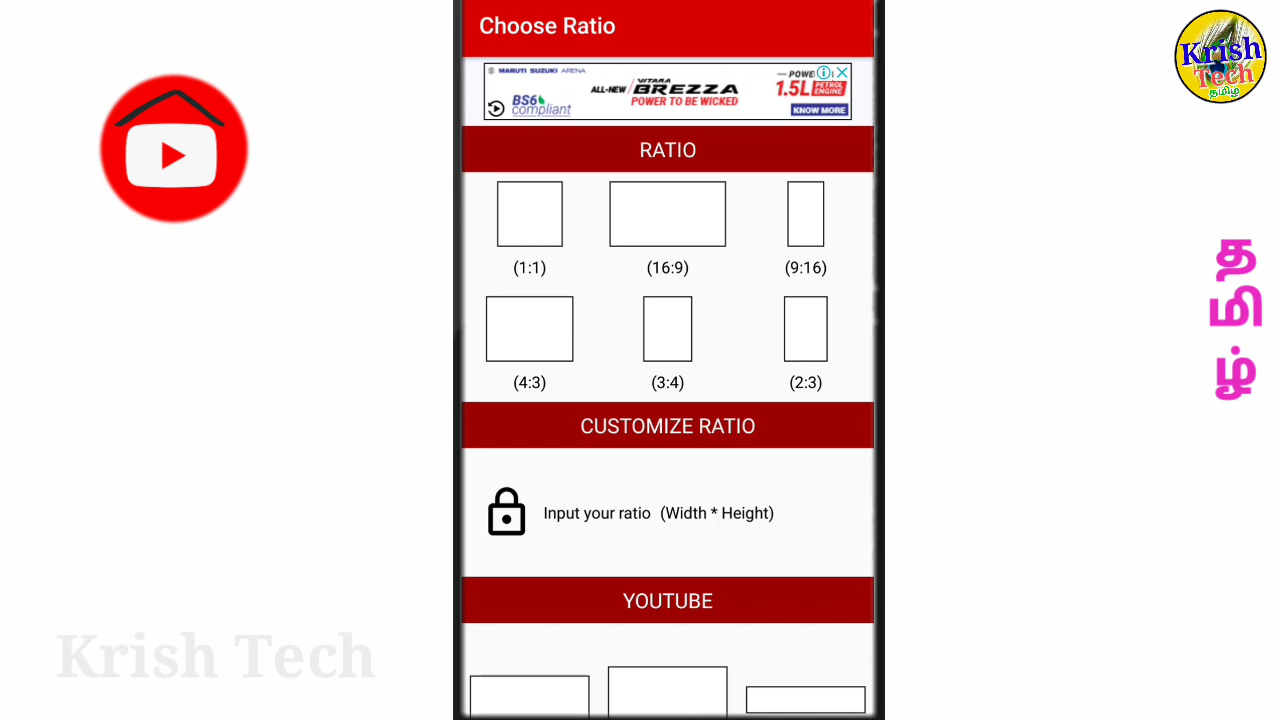 Choose Ratio
MARUTI SUZUKI ARENA
BS6
compliant
ALL-NEW
VITARA
BREZZA
POWER TO BE WICKED
1.5L PETROL
ENGINE
KNOW MORE
RATIO
(1:1)
(16:9)
(9:16)
(4:3)
(3:4)
(2:3)
CUSTOMIZE RATIO
Input your ratio (Width * Height)
YOUTUBE
Krish
Tech
தமிழ்
தமிழ்
Krish Tech